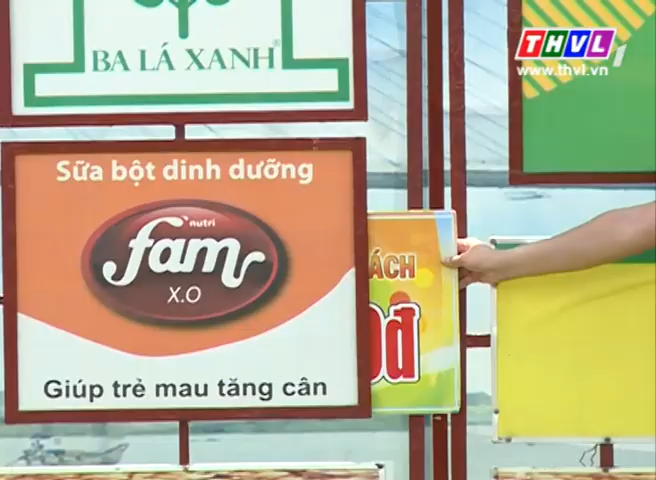 BA LÁ XANH®
THVL1
www.thvl.vn
Sữa bột dinh dưỡng
nutri
fam
X.O
ÁCH
0đ
Giúp trẻ mau tăng cân